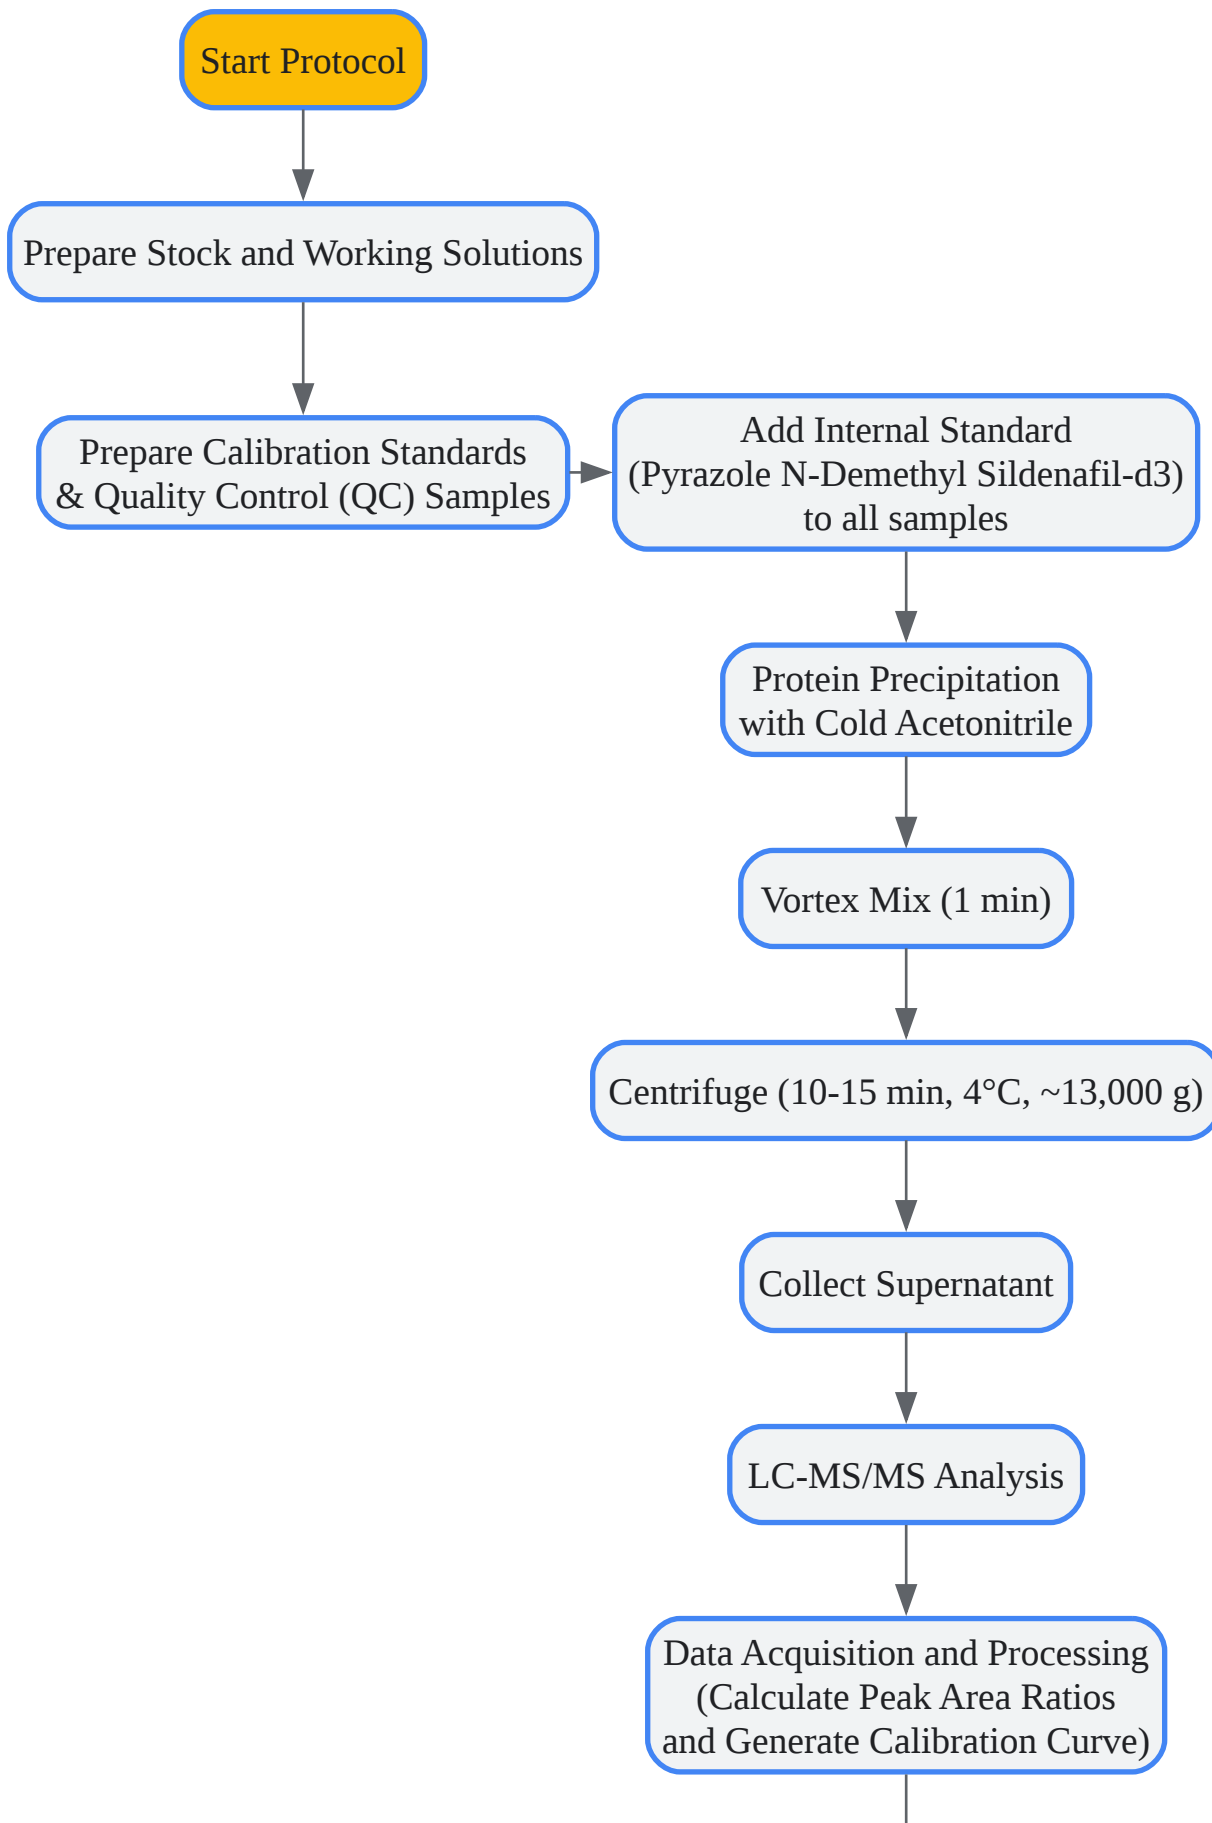 Start Protocol
Prepare Stock and Working Solutions
Prepare Calibration Standards
& Quality Control (QC) Samples
Add Internal Standard
(Pyrazole N-Demethyl Sildenafil-d3)
to all samples
Protein Precipitation
with Cold Acetonitrile
Vortex Mix (1 min)
Centrifuge (10-15 min, 4°C, ~13,000 g)
Collect Supernatant
LC-MS/MS Analysis
Data Acquisition and Processing
(Calculate Peak Area Ratios
and Generate Calibration Curve)